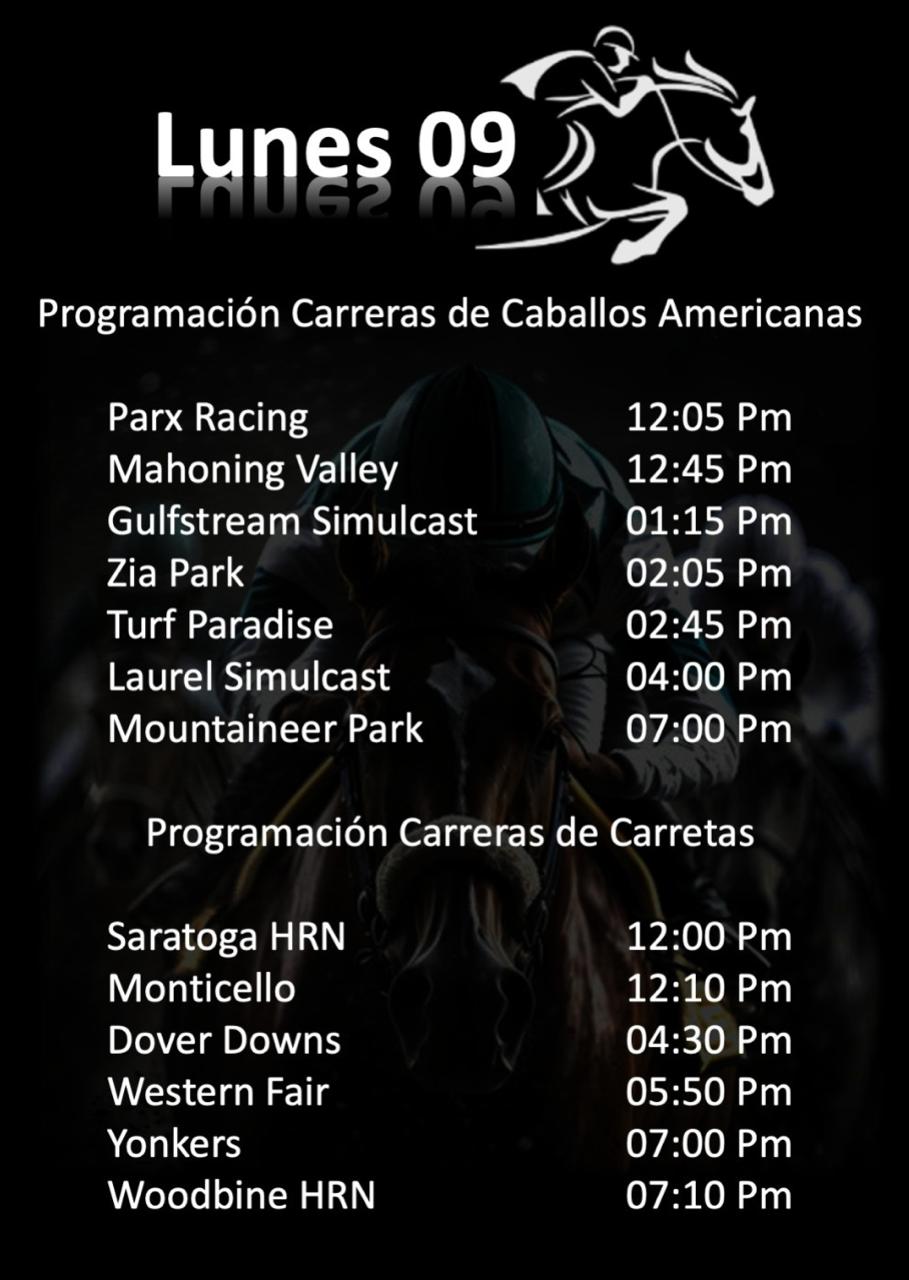 Lunes 09
Programación Carreras de Caballos Americanas
Parx Racing 12:05 Pm
Mahoning Valley 12:45 Pm
Gulfstream Simulcast 01:15 Pm
Zia Park 02:05 Pm
Turf Paradise 02:45 Pm
Laurel Simulcast 04:00 Pm
Mountaineer Park 07:00 Pm
Programación Carreras de Carretas
Saratoga HRN 12:00 Pm
Monticello 12:10 Pm
Dover Downs 04:30 Pm
Western Fair 05:50 Pm
Yonkers 07:00 Pm
Woodbine HRN 07:10 Pm